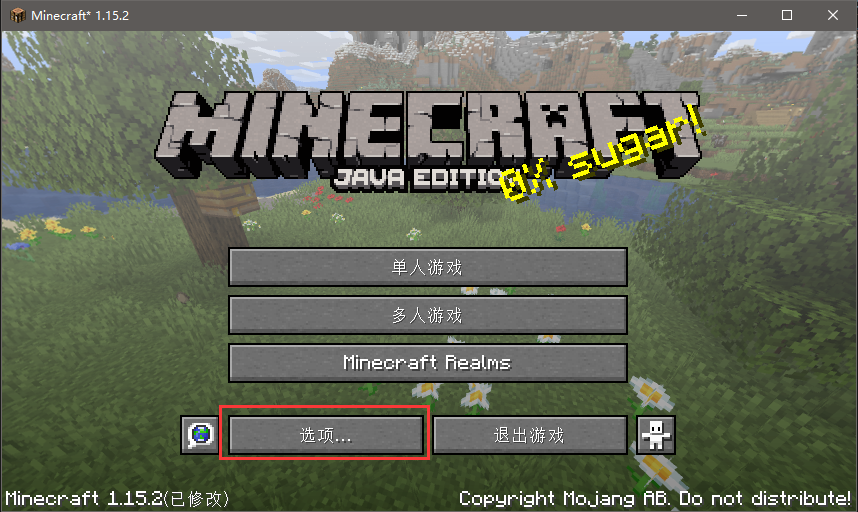 Minecraft* 1.15.2
MINECRAFT
JAVA EDITION
0% sugar!
单人游戏
多人游戏
Minecraft Realms
选项...
退出游戏
Minecraft 1.15.2(已修改)
Copyright Mojang AB. Do not distribute!